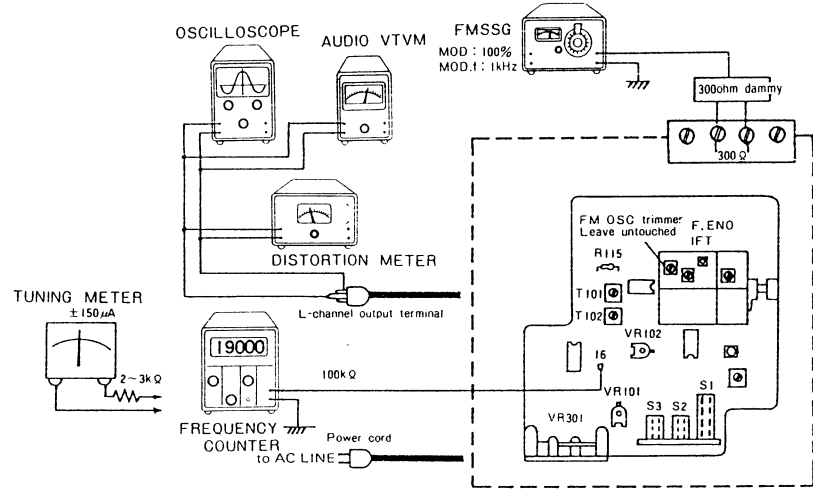 OSCILLOSCOPE
AUDIO VTVM
FMSSG
MOD: 100%
MOD.f: 1kHz
300ohm dammy
300Ω
DISTORTION METER
FM OSC trimmer
Leave untouched
F. ENO
IFT
R115
T101
T102
VR102
TUNING METER
±150μA
2~3kΩ
L-channel output terminal
19000
100kΩ
16
VR101
VR301
S3
S2
S1
FREQUENCY
COUNTER
Power cord
to AC LINE